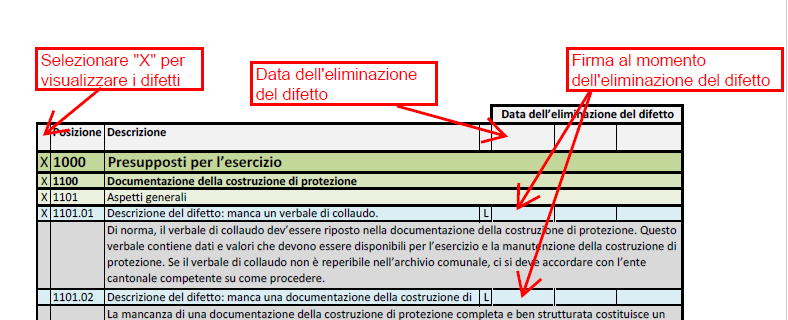 Selezionare "X" per
visualizzare i difetti
Data dell'eliminazione
del difetto
Firma al momento
dell'eliminazione del difetto
Data dell'eliminazione del difetto
Posizione Descrizione
X 1000 Presupposti per l'esercizio
X 1100 Documentazione della costruzione di protezione
X 1101 Aspetti generali
X 1101.01 Descrizione del difetto: manca un verbale di collaudo. L
Di norma, il verbale di collaudo dev'essere riposto nella documentazione della costruzione di protezione. Questo
verbale contiene dati e valori che devono essere disponibili per l'esercizio e la manutenzione della costruzione di
protezione. Se il verbale di collaudo non è reperibile nell'archivio comunale, ci si deve accordare con l'ente
cantonale competente su come procedere.
1101.02 Descrizione del difetto: manca una documentazione della costruzione di L
La mancanza di una documentazione della costruzione di protezione completa e ben strutturata costituisce un